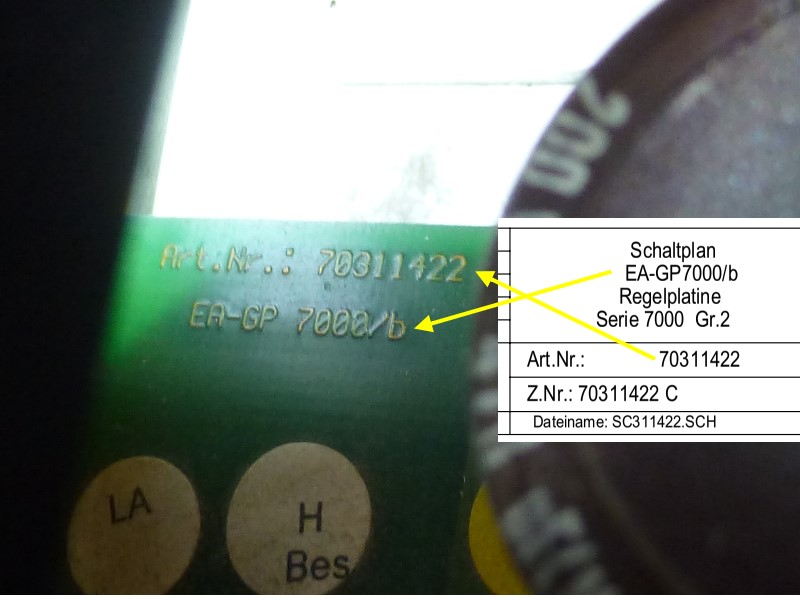 Art.Nr.: 70311422
EA-GP 7000/b
LA
H
Bes
200
Schaltplan
EA-GP7000/b
Regelplatine
Serie 7000 Gr.2
Art.Nr.: 70311422
Z.Nr.: 70311422 C
Dateiname: SC311422.SCH